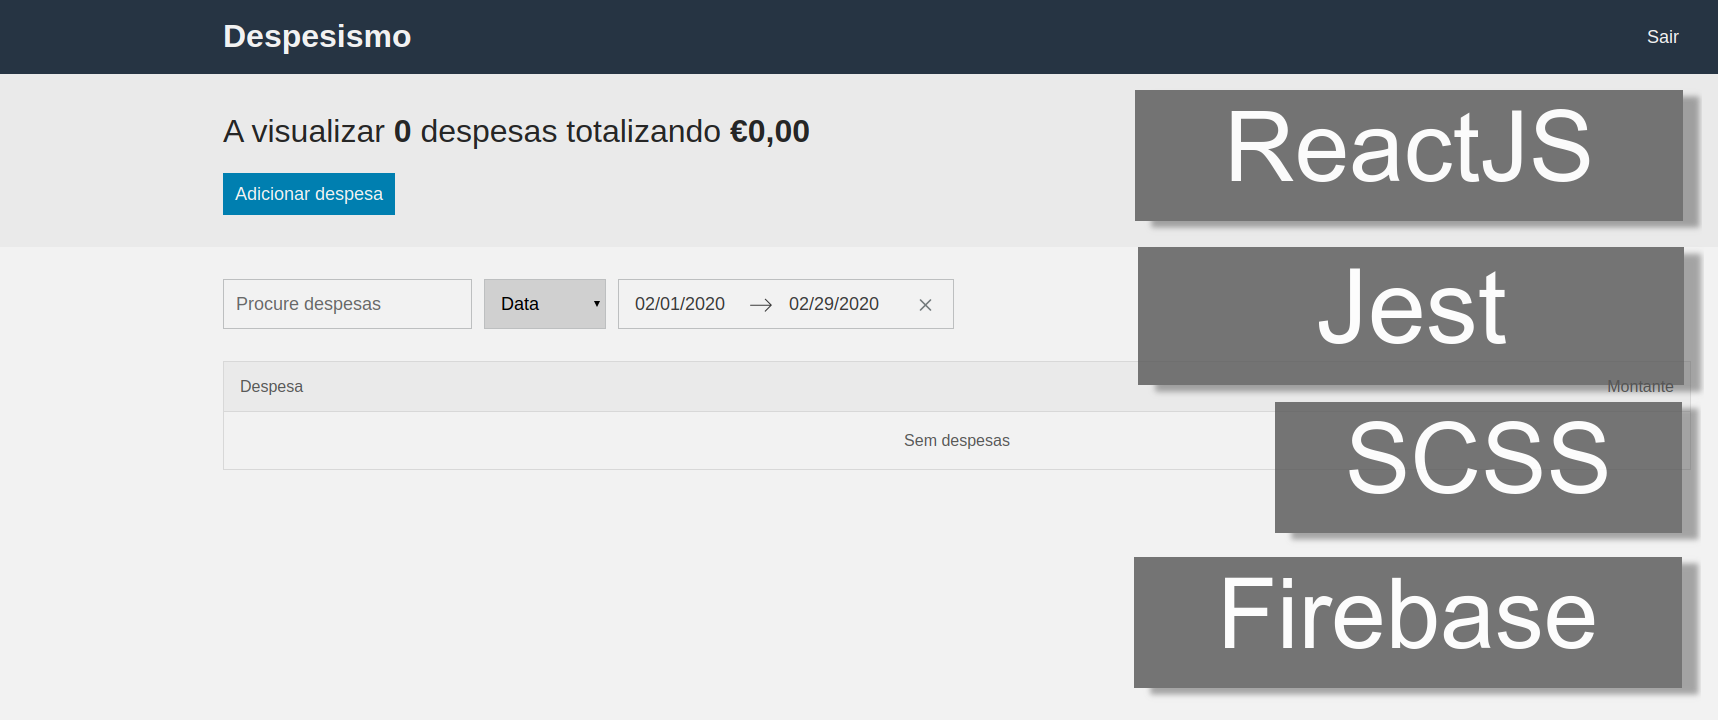 Despesismo
Sair
A visualizar 0 despesas totalizando €0,00
Adicionar despesa
ReactJS
Procure despesas
Data
02/01/2020
02/29/2020
Jest
Despesa
Montante
Sem despesas
SCSS
Firebase